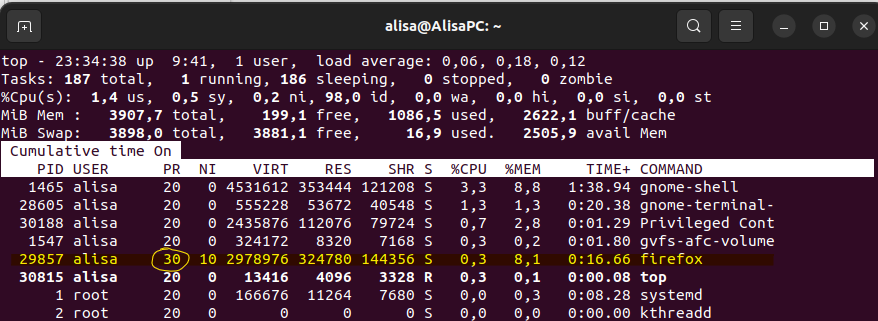 alisa@AlisaPC: ~
top - 23:34:38 up  9:41,  1 user,  load average: 0,06, 0,18, 0,12
Tasks: 187 total,   1 running, 186 sleeping,   0 stopped,   0 zombie
%Cpu(s):  1,4 us,  0,5 sy,  0,2 ni, 98,0 id,  0,0 wa,  0,0 hi,  0,0 si,  0,0 st
MiB Mem :   3907,7 total,    199,1 free,   1086,5 used,   2622,1 buff/cache
MiB Swap:   3898,0 total,   3881,1 free,     16,9 used.   2505,9 avail Mem
Cumulative time On
PID USER      PR  NI    VIRT    RES    SHR S  %CPU  %MEM     TIME+ COMMAND
1465 alisa     20   0 4531612 353444 121208 S   3,3   8,8   1:38.94 gnome-shell
28605 alisa     20   0  555228  53672  40548 S   1,3   1,3   0:20.38 gnome-terminal-
30188 alisa     20   0 2435876 112076  79724 S   0,7   2,8   0:01.29 Privileged Cont
1547 alisa     20   0  324172   8320   7168 S   0,3   0,2   0:01.80 gvfs-afc-volume
29857 alisa     30  10 2978976 324780 144356 S   0,3   8,1   0:16.66 firefox
30815 alisa     20   0   13416   4096   3328 R   0,3   0,1   0:00.08 top
1 root      20   0  166676  11264   7680 S   0,0   0,3   0:08.28 systemd
2 root      20   0       0      0      0 S   0,0   0,0   0:00.00 kthreadd